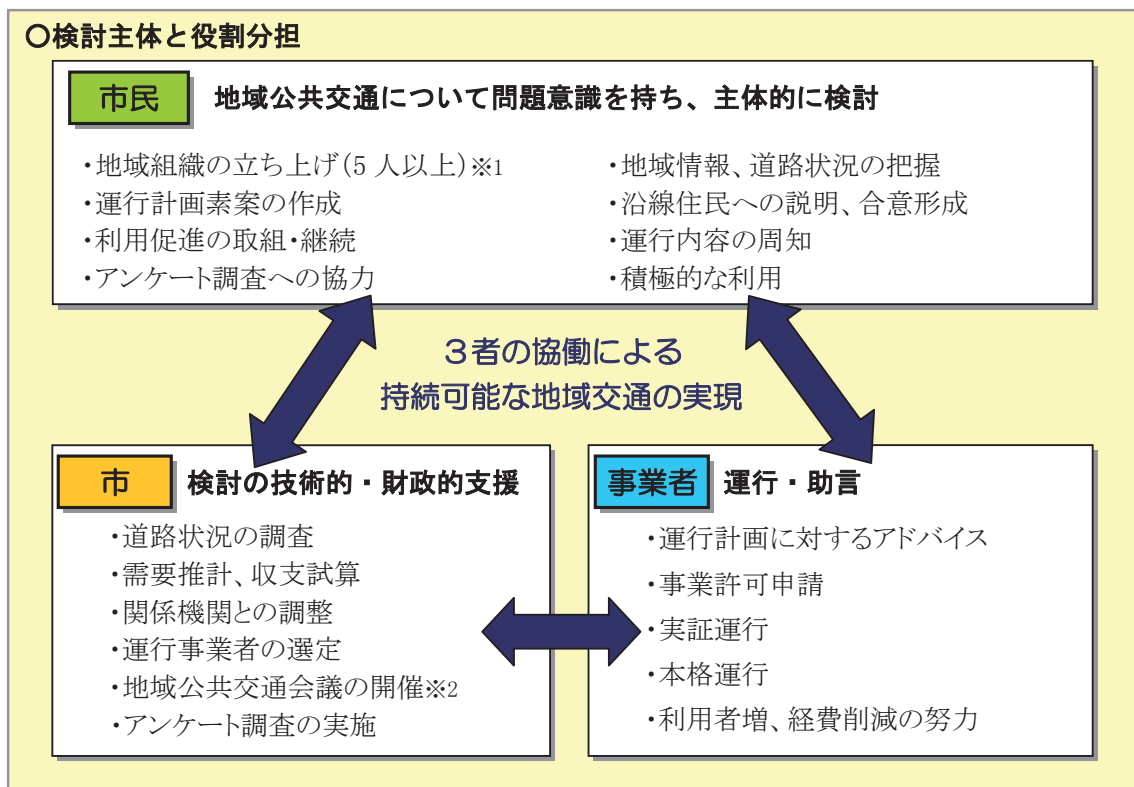 〇検討主体と役割分担
市民 地域公共交通について問題意識を持ち、主体的に検討
・地域組織の立ち上げ(5 人以上)※1
・運行計画素案の作成
・利用促進の取組・継続
・アンケート調査への協力
・地域情報、道路状況の把握
・沿線住民への説明、合意形成
・運行内容の周知
・積極的な利用
3者の協働による
持続可能な地域交通の実現
市 検討の技術的・財政的支援
・道路状況の調査
・需要推計、収支試算
・関係機関との調整
・運行事業者の選定
・地域公共交通会議の開催※2
・アンケート調査の実施
事業者 運行・助言
・運行計画に対するアドバイス
・事業許可申請
・実証運行
・本格運行
・利用者増、経費削減の努力